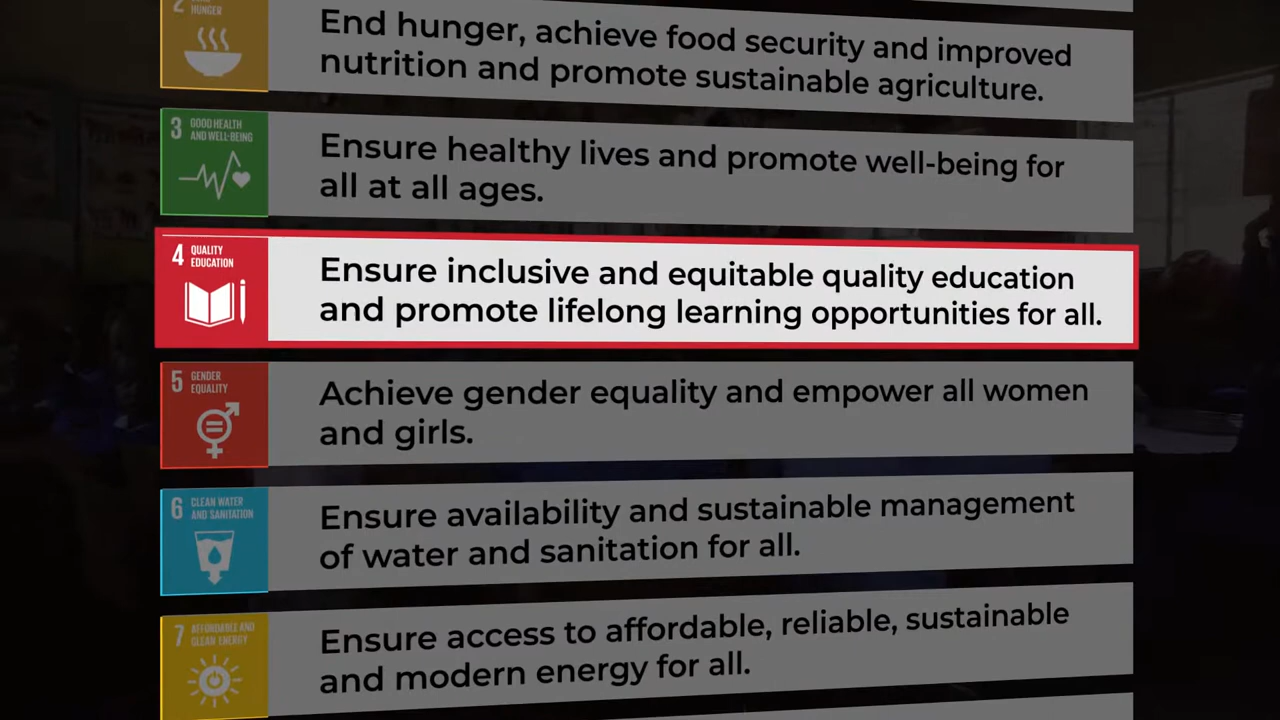 2
HUNGER
End hunger, achieve food security and improved
nutrition and promote sustainable agriculture.
3 GOOD HEALTH
AND WELL-BEING
Ensure healthy lives and promote well-being for
all at all ages.
4 QUALITY
EDUCATION
Ensure inclusive and equitable quality education
and promote lifelong learning opportunities for all.
5 GENDER
EQUALITY
Achieve gender equality and empower all women
and girls.
6 CLEAN WATER
AND SANITATION
Ensure availability and sustainable management
of water and sanitation for all.
7 AFFORDABLE AND
CLEAN ENERGY
Ensure access to affordable, reliable, sustainable
and modern energy for all.